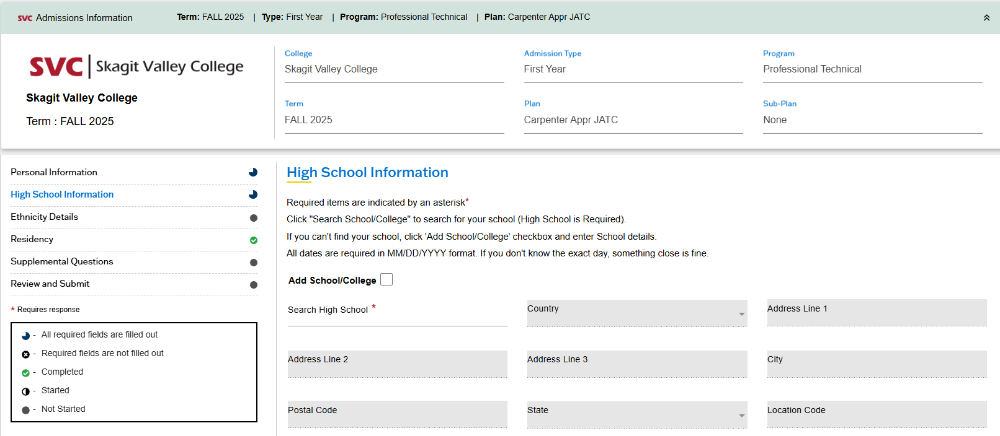 SVC Admissions Information
Term: FALL 2025 | Type: First Year | Program: Professional Technical | Plan: Carpenter Appr JATC
SVC | Skagit Valley College
Skagit Valley College
Term : FALL 2025
College
Skagit Valley College
Admission Type
First Year
Program
Professional Technical
Term
FALL 2025
Plan
Carpenter Appr JATC
Sub-Plan
None
Personal Information
High School Information
Ethnicity Details
Residency
Supplemental Questions
Review and Submit
* Requires response
- All required fields are filled out
- Required fields are not filled out
- Completed
- Started
- Not Started
High School Information
Required items are indicated by an asterisk*
Click "Search School/College" to search for your school (High School is Required).
If you can't find your school, click 'Add School/College' checkbox and enter School details.
All dates are required in MM/DD/YYYY format. If you don't know the exact day, something close is fine.
Add School/College
Search High School *
Country
Address Line 1
Address Line 2
Address Line 3
City
Postal Code
State
Location Code